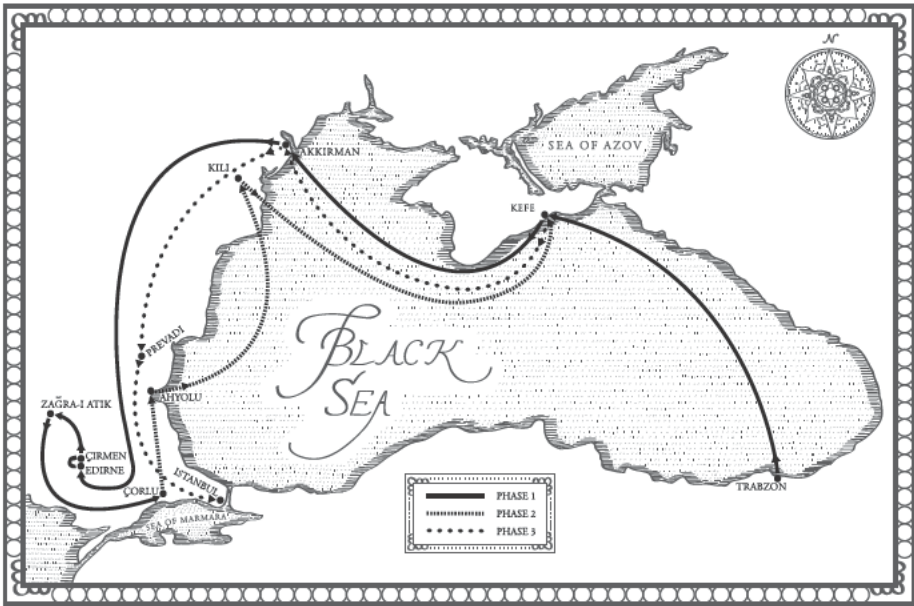 N
SEA OF AZOV
AKKIRMAN
KILI
KEFE
BLACK
SEA
PREVADI
AHYOLU
ZAĞRA-I ATIK
ÇIRMEN
EDIRNE
ÇORLU
ISTANBUL
SEA OF MARMARA
TRABZON
PHASE 1
PHASE 2
PHASE 3